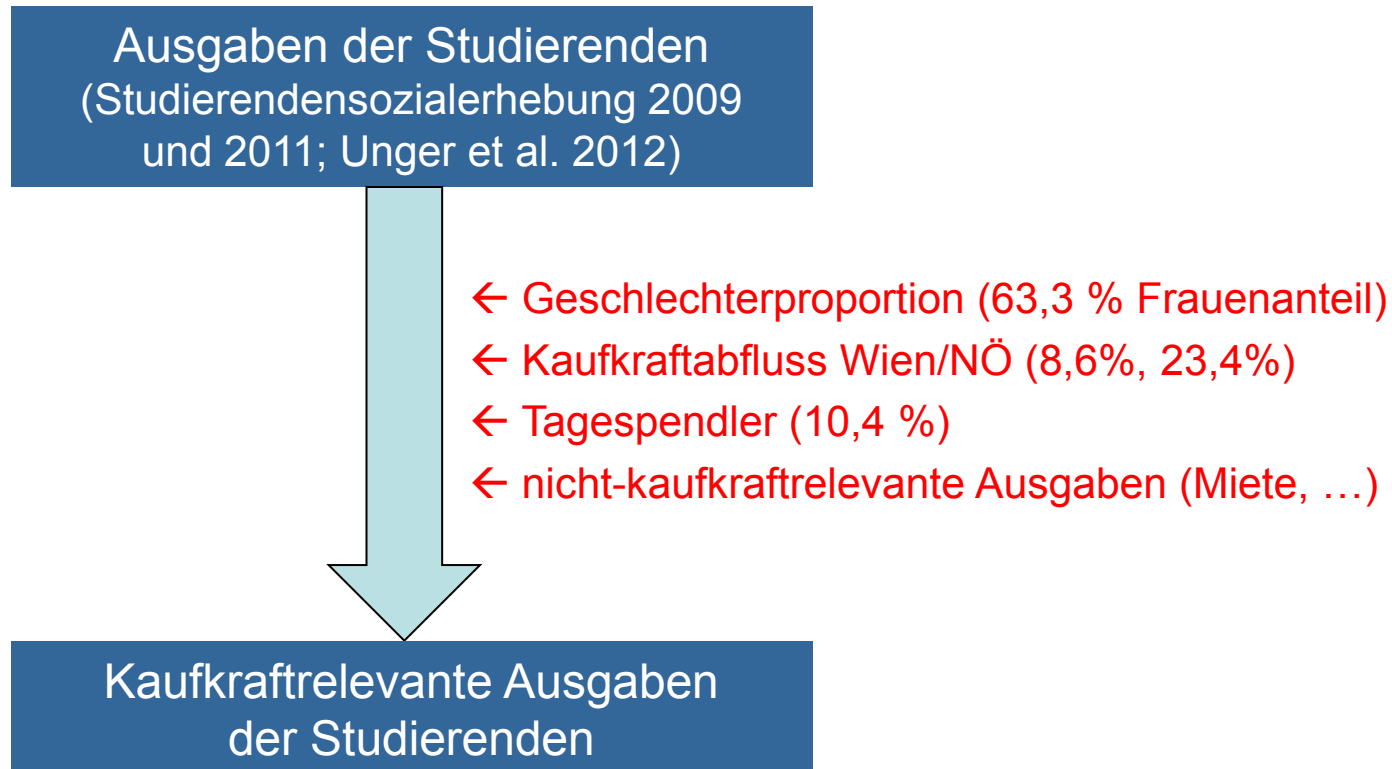 Ausgaben der Studierenden
(Studierendensozialerhebung 2009
und 2011; Unger et al. 2012)
← Geschlechterproportion (63,3 % Frauenanteil)
← Kaufkraftabfluss Wien/NÖ (8,6%, 23,4%)
← Tagespendler (10,4 %)
← nicht-kaufkraftrelevante Ausgaben (Miete, …)
Kaufkraftrelevante Ausgaben
der Studierenden